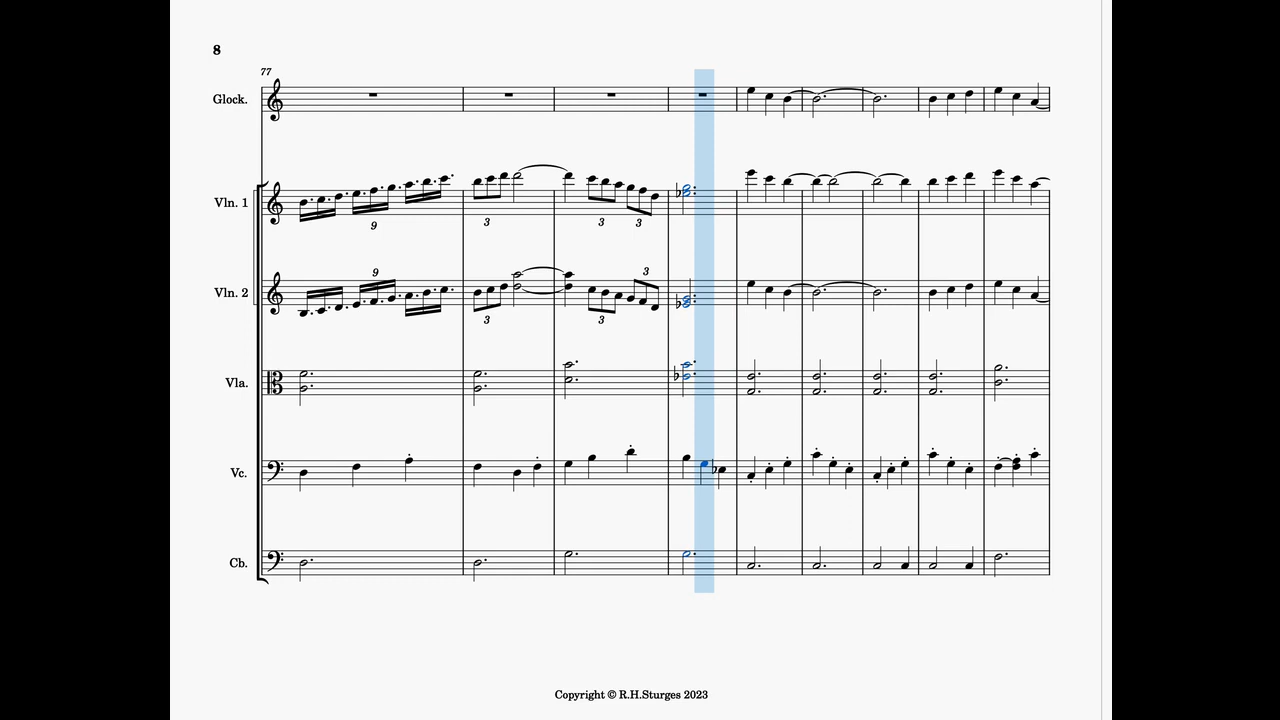 8
77
Glock.
Vln. 1
9
3
3
3
Vln. 2
9
3
3
3
Vla.
Vc.
Cb.
Copyright © R.H.Sturges 2023